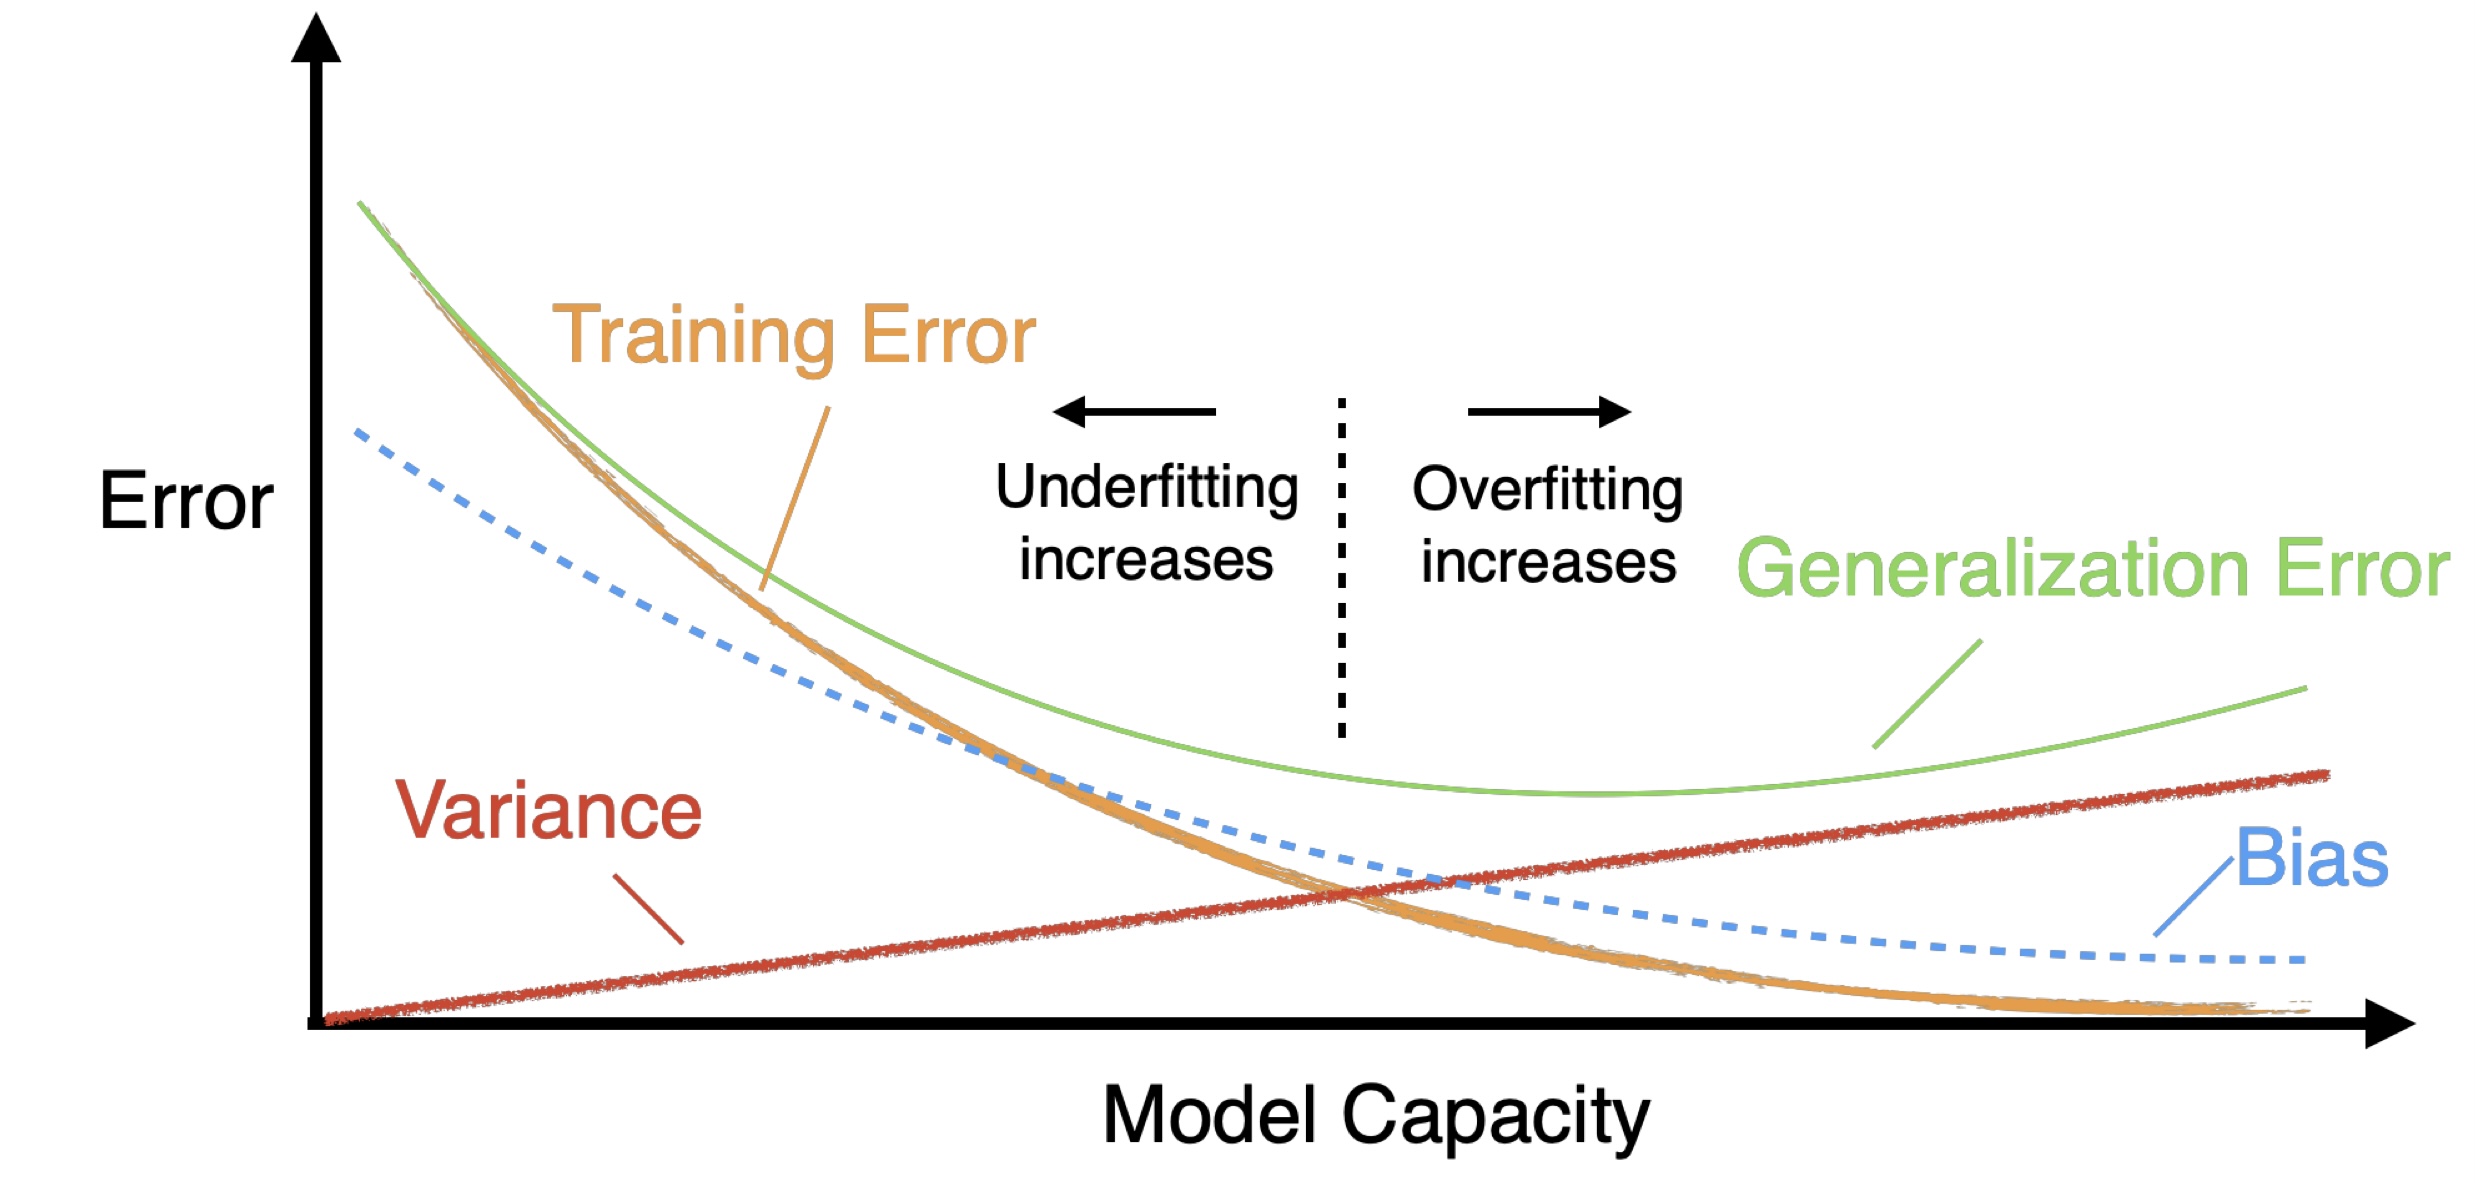 Training Error
Error
Underfitting
increases
Overfitting
increases
Generalization Error
Variance
Bias
Model Capacity